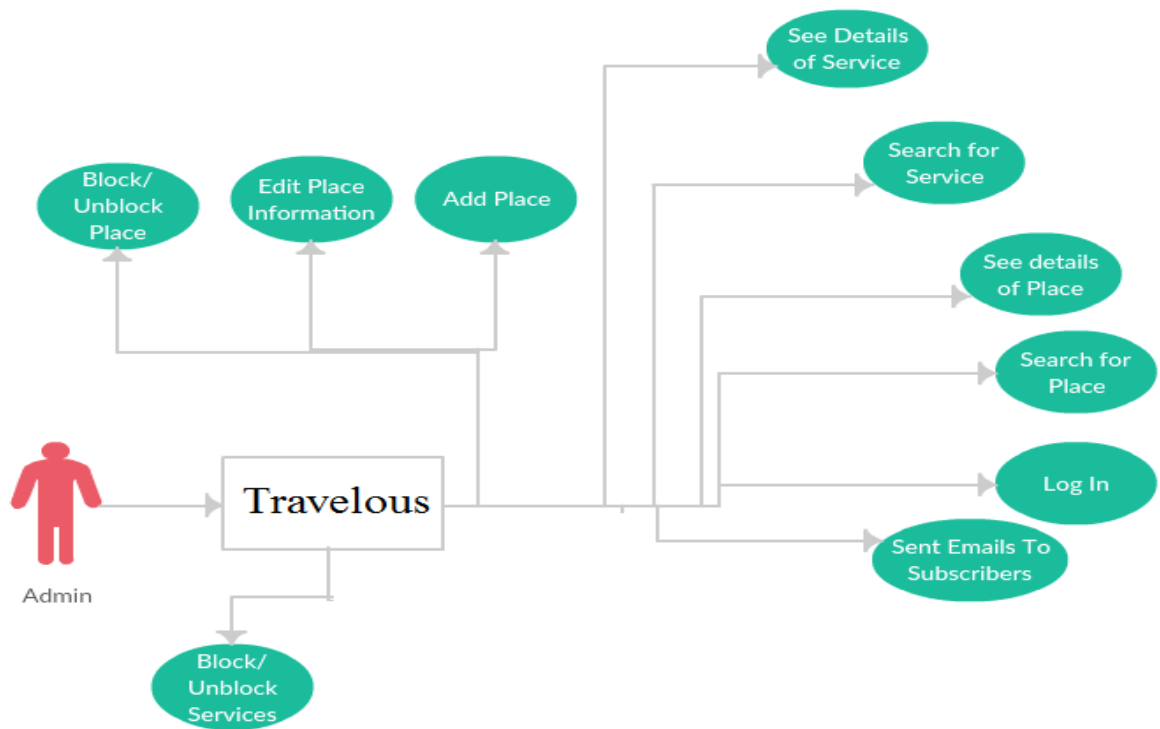 See Details
of Service
Search for
Service
Block/
Unblock
Place
Edit Place
Information
Add Place
See details
of Place
Search for
Place
Travelous
Log In
Sent Emails To
Subscribers
Admin
Block/
Unblock
Services